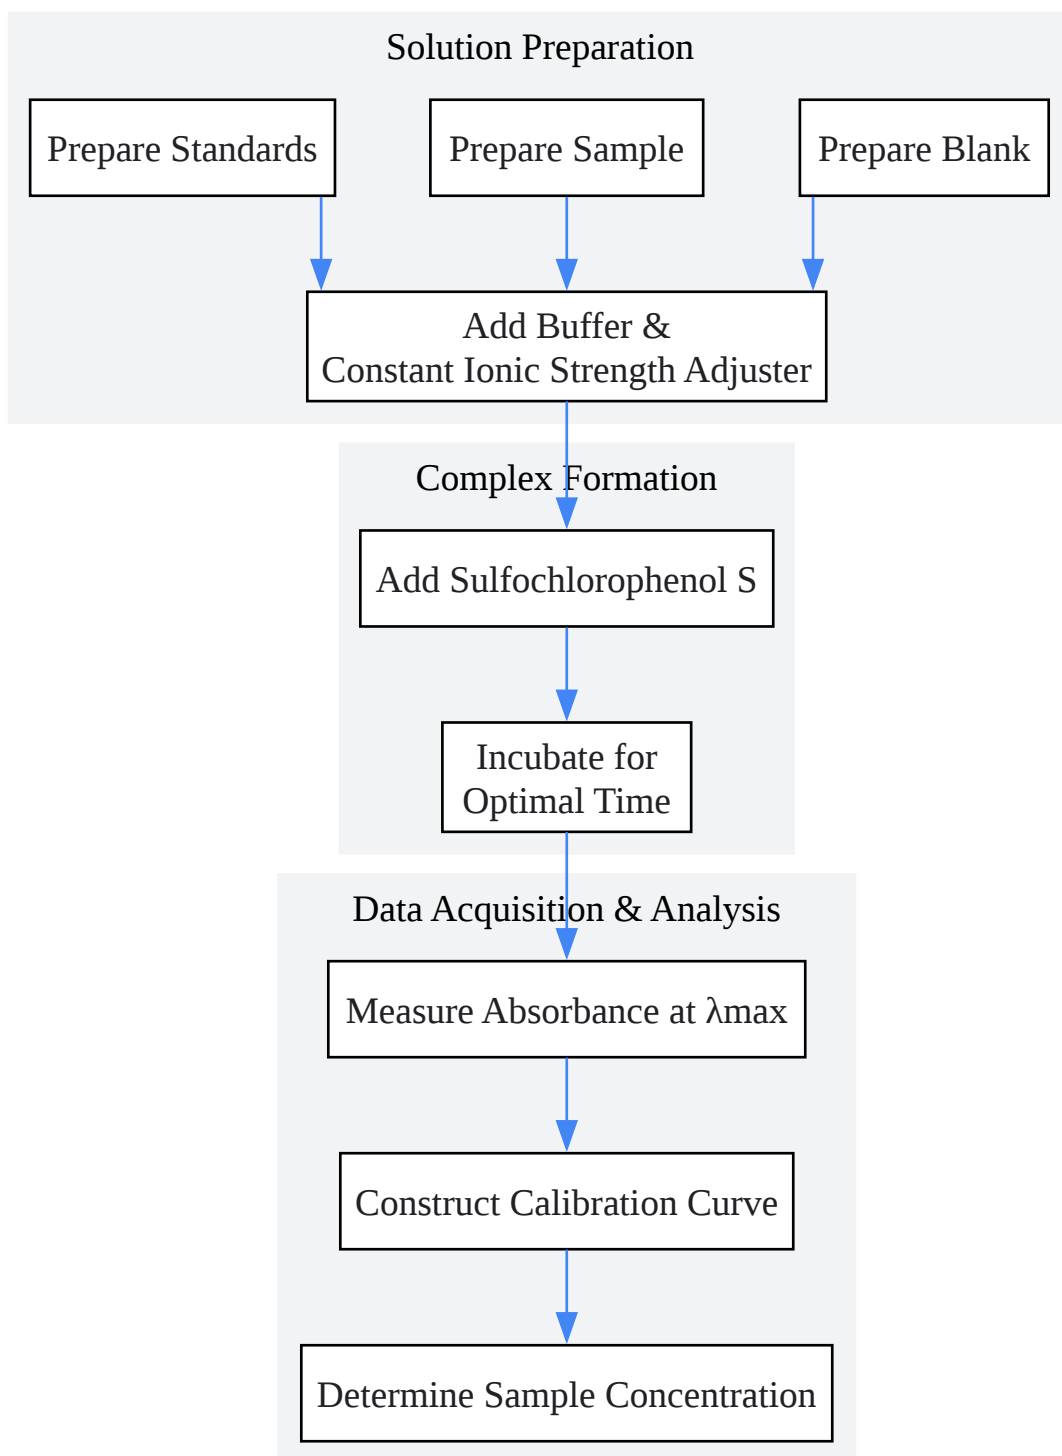 Solution Preparation
Prepare Standards
Prepare Sample
Prepare Blank
Add Buffer &
Constant Ionic Strength Adjuster
Complex Formation
Add Sulfochlorophenol S
Incubate for
Optimal Time
Data Acquisition & Analysis
Measure Absorbance at λmax
Construct Calibration Curve
Determine Sample Concentration